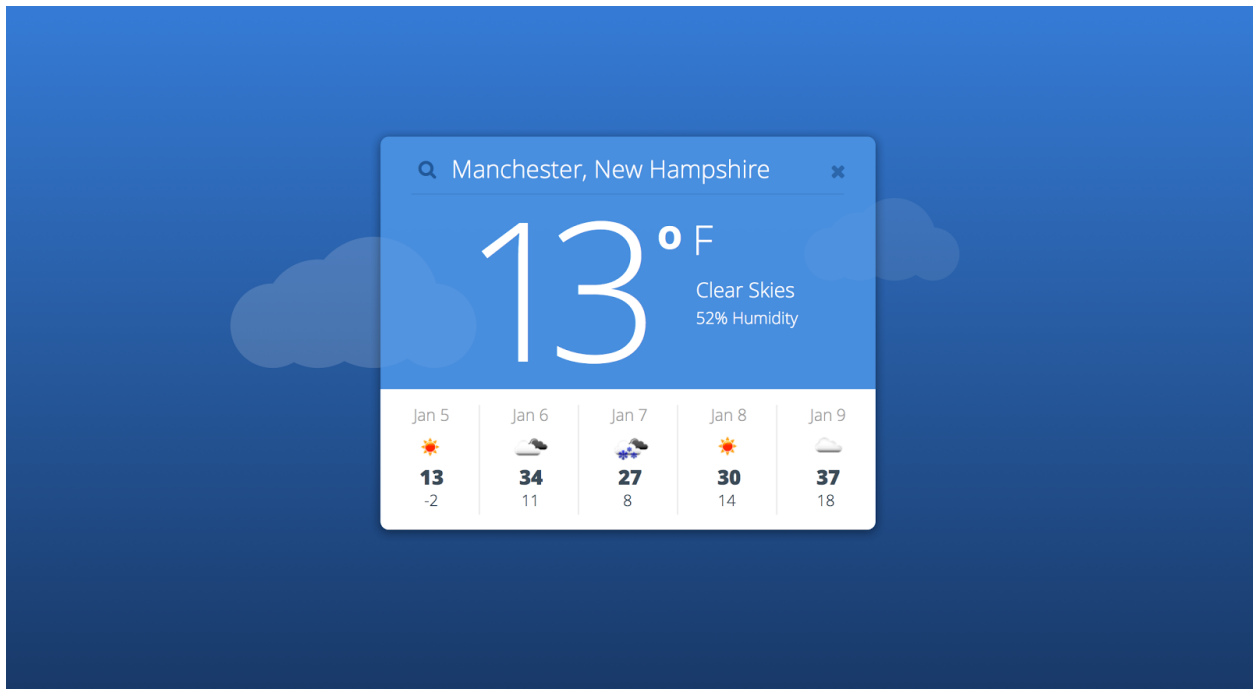 Manchester, New Hampshire
13° F
Clear Skies
52% Humidity
Jan 5 Jan 6 Jan 7 Jan 8 Jan 9
13 34 27 30 37
-2 11 8 14 18